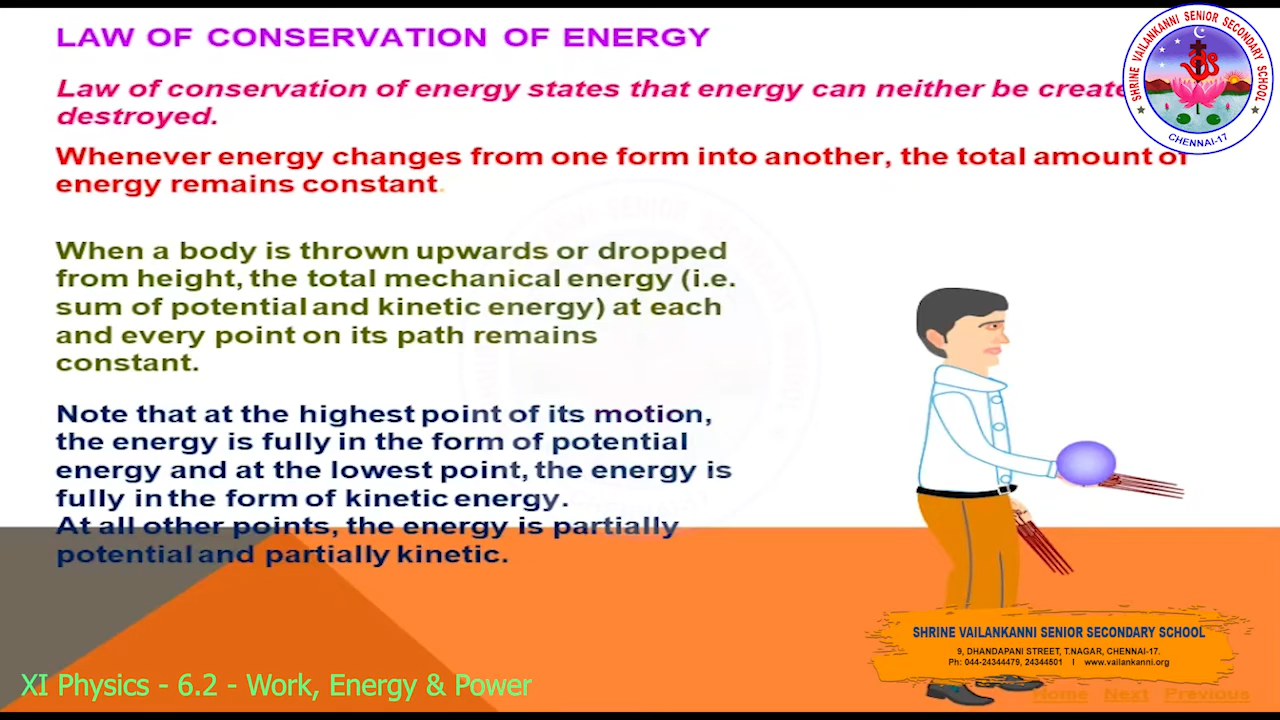 LAW OF CONSERVATION OF ENERGY
Law of conservation of energy states that energy can neither be create
destroyed.
Whenever energy changes from one form into another, the total amount of
energy remains constant.
When a body is thrown upwards or dropped
from height, the total mechanical energy (i.e.
sum of potential and kinetic energy) at each
and every point on its path remains
constant.
Note that at the highest point of its motion,
the energy is fully in the form of potential
energy and at the lowest point, the energy is
fully in the form of kinetic energy.
At all other points, the energy is partially
potential and partially kinetic.
SHRINE VAILANKANNI SENIOR SECONDARY SCHOOL
CHENNAI-17
SHRINE VAILANKANNI SENIOR SECONDARY SCHOOL
9, DHANDAPANI STREET, T.NAGAR, CHENNAI-17.
Ph: 044-24344479, 24344501 I www.vailankanni.org
XI Physics - 6.2 - Work, Energy & Power
Home Next Previous